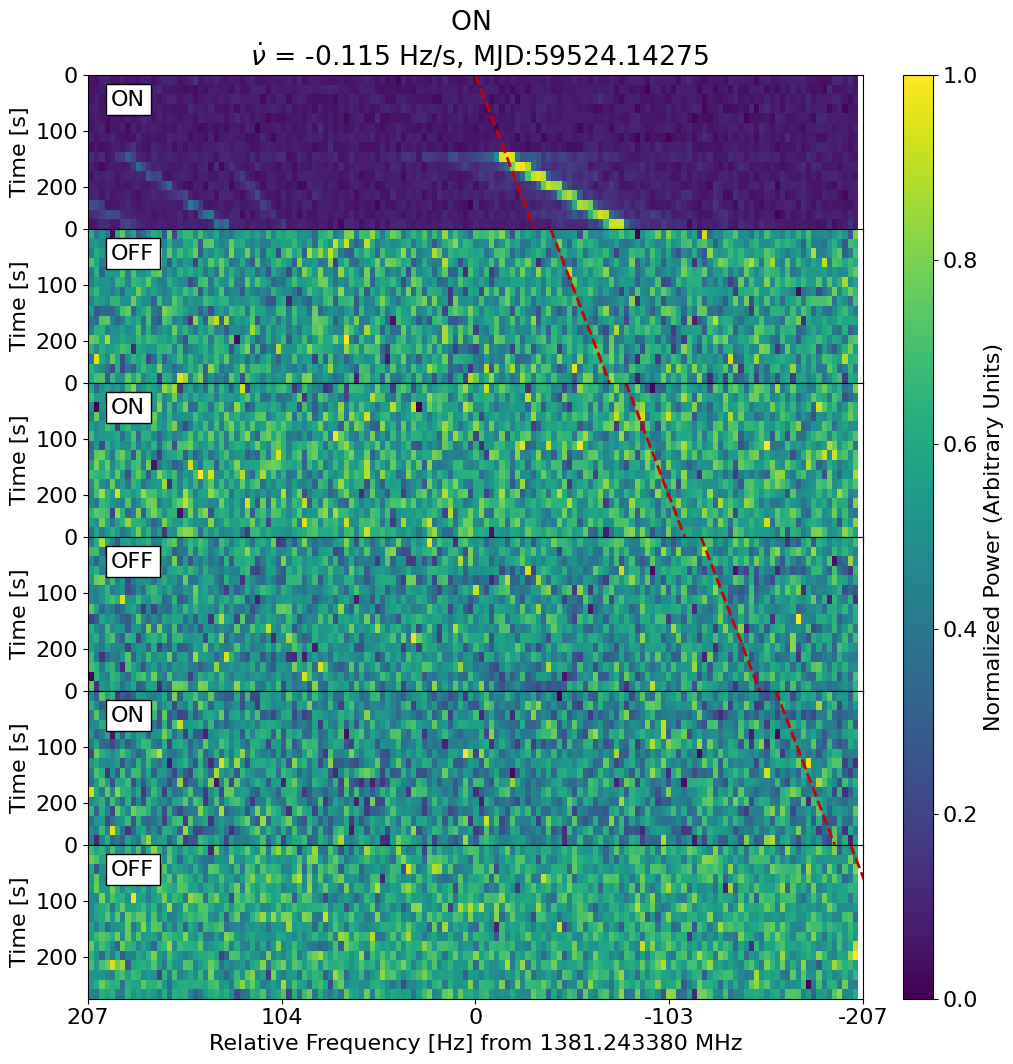 ON
ν̇ = -0.115 Hz/s, MJD:59524.14275
ON
OFF
ON
OFF
ON
OFF
Time [s]
0
100
200
Time [s]
0
100
200
Time [s]
0
100
200
Time [s]
0
100
200
Time [s]
0
100
200
Time [s]
0
100
200
207
104
0
-103
-207
Relative Frequency [Hz] from 1381.243380 MHz
1.0
0.8
0.6
0.4
0.2
0.0
Normalized Power (Arbitrary Units)